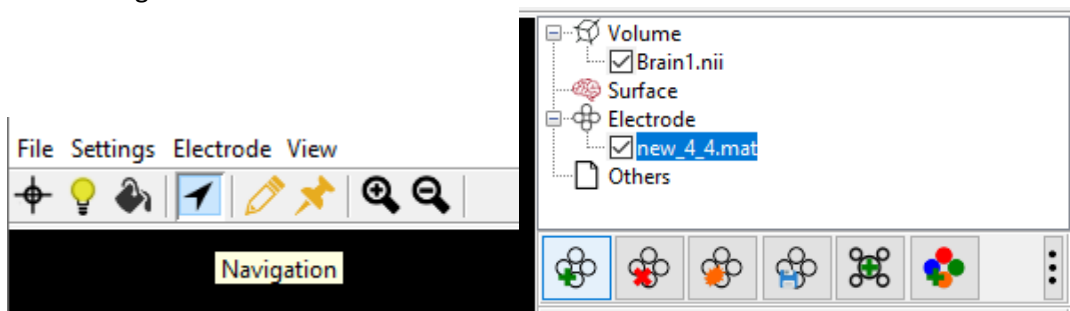 File Settings Electrode View
Navigation
Volume
Brain1.nii
Surface
Electrode
new_4_4.mat
Others